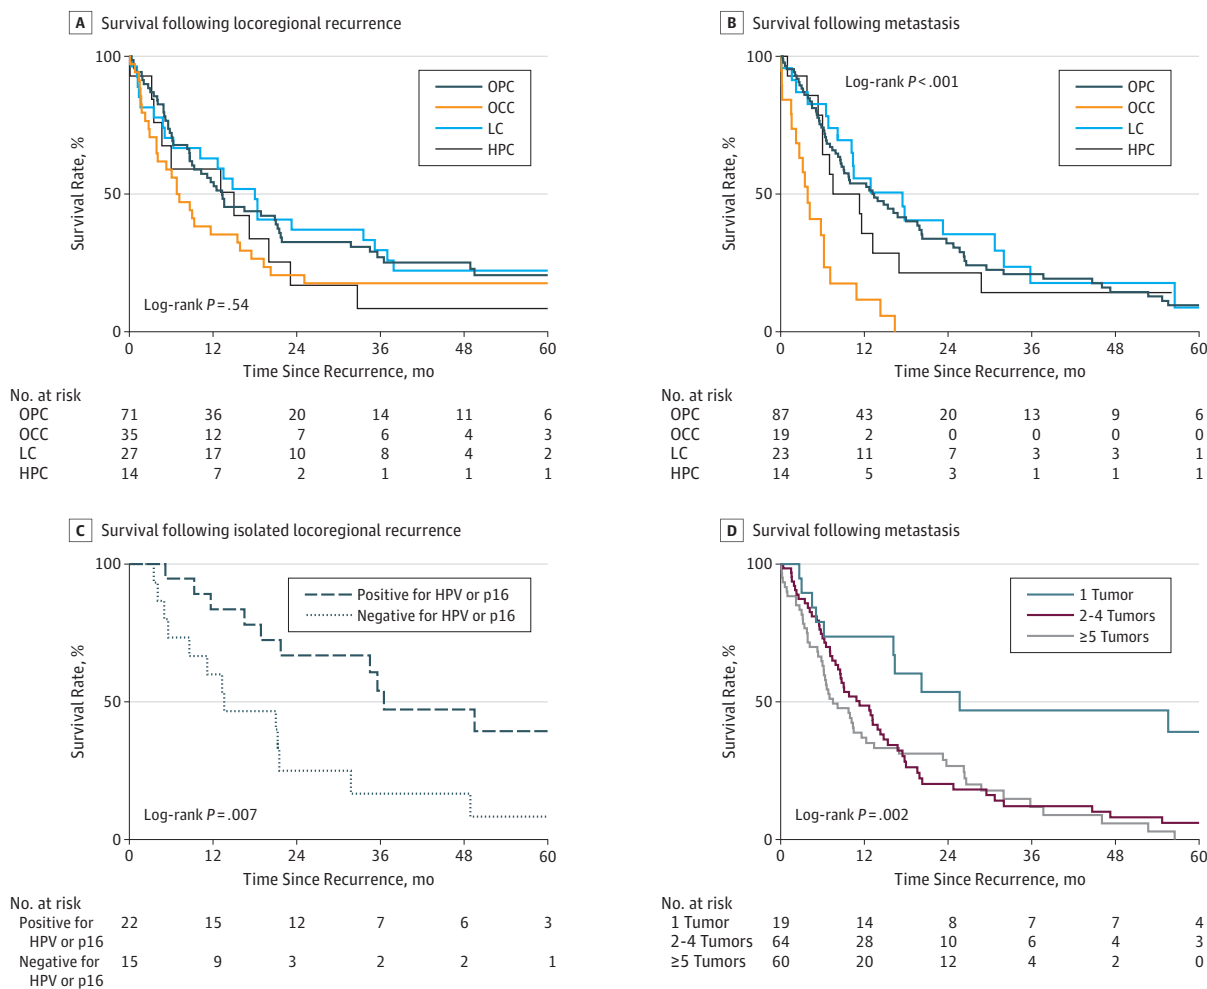 A Survival following locoregional recurrence
100
50
0
Survival Rate, %
OPC
OCC
LC
HPC
Log-rank P = .54
0 12 24 36 48 60
Time Since Recurrence, mo
No. at risk
OPC 71 36 20 14 11 6
OCC 35 12 7 6 4 3
LC 27 17 10 8 4 2
HPC 14 7 2 1 1 1
B Survival following metastasis
100
50
0
Survival Rate, %
Log-rank P < .001
OPC
OCC
LC
HPC
0 12 24 36 48 60
Time Since Recurrence, mo
No. at risk
OPC 87 43 20 13 9 6
OCC 19 2 0 0 0 0
LC 23 11 7 3 3 1
HPC 14 5 3 1 1 1
C Survival following isolated locoregional recurrence
100
50
0
Survival Rate, %
Positive for HPV or p16
Negative for HPV or p16
Log-rank P = .007
0 12 24 36 48 60
Time Since Recurrence, mo
No. at risk
Positive for 22 15 12 7 6 3
HPV or p16
Negative for 15 9 3 2 2 1
HPV or p16
D Survival following metastasis
100
50
0
Survival Rate, %
1 Tumor
2-4 Tumors
≥5 Tumors
Log-rank P = .002
0 12 24 36 48 60
Time Since Recurrence, mo
No. at risk
1 Tumor 19 14 8 7 7 4
2-4 Tumors 64 28 10 6 4 3
≥5 Tumors 60 20 12 4 2 0